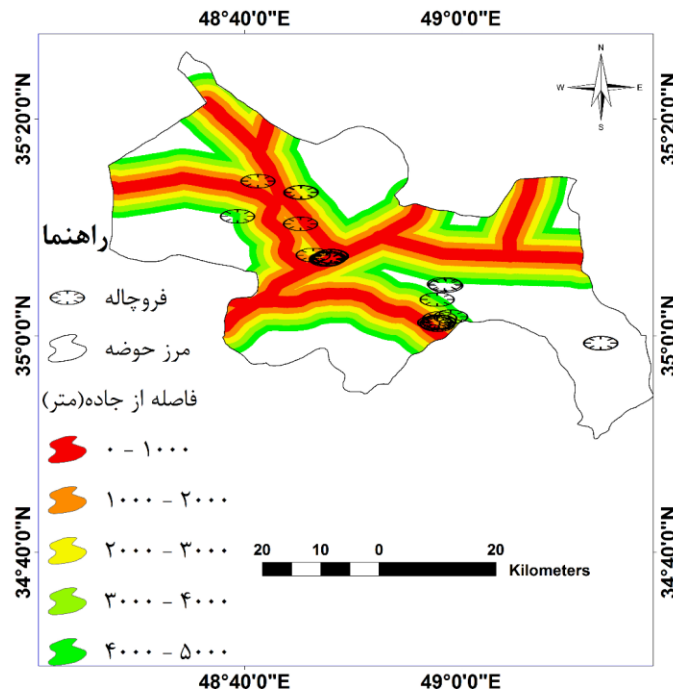 48°40'0"E 49°0'0"E
35°20'0"N 35°20'0"N
N
W E
S
راهنما
فروچاله
مرز حوضه
35°0'0"N 35°0'0"N
فاصله از جاده(متر)
۰ - ۱۰۰۰
۱۰۰۰ - ۲۰۰۰
۲۰۰۰ - ۳۰۰۰
34°40'0"N 34°40'0"N
20 10 0 20
Kilometers
۳۰۰۰ - ۴۰۰۰
۴۰۰۰ - ۵۰۰۰
48°40'0"E 49°0'0"E